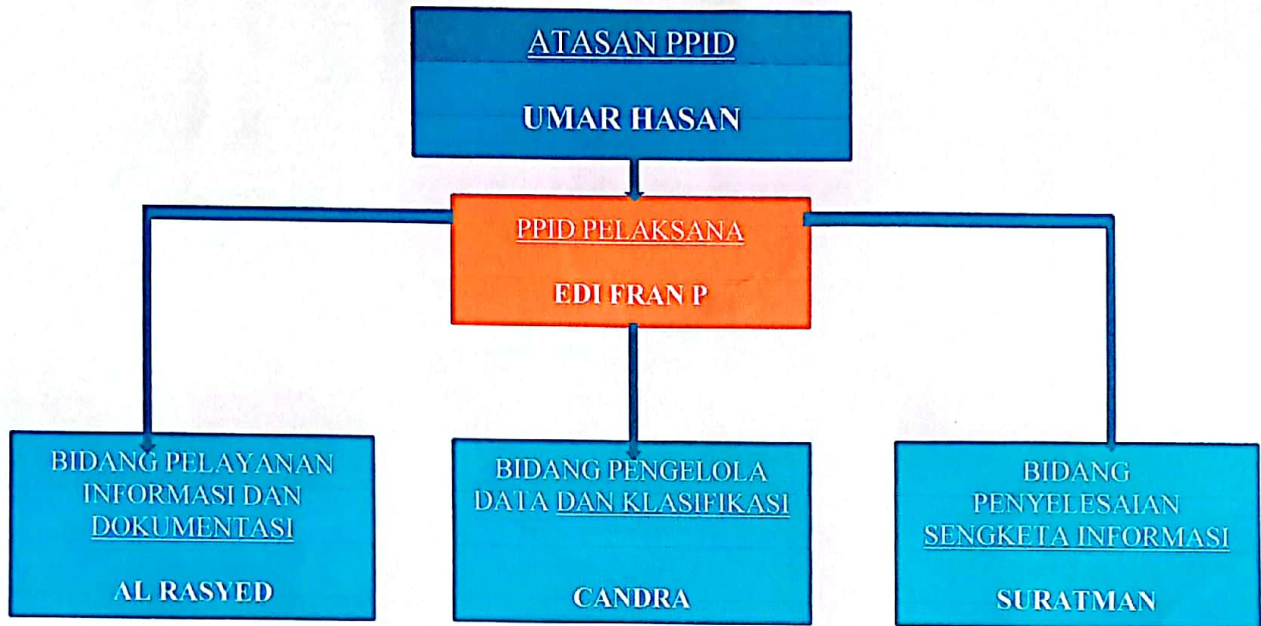 ATASAN PPID
UMAR HASAN
PPID PELAKSANA
EDI FRAN P
BIDANG PELAYANAN
INFORMASI DAN
DOKUMENTASI
AL RASYED
BIDANG PENGELOLA
DATA DAN KLASIFIKASI
CANDRA
BIDANG
PENYELESAIAN
SENGKETA INFORMASI
SURATMAN